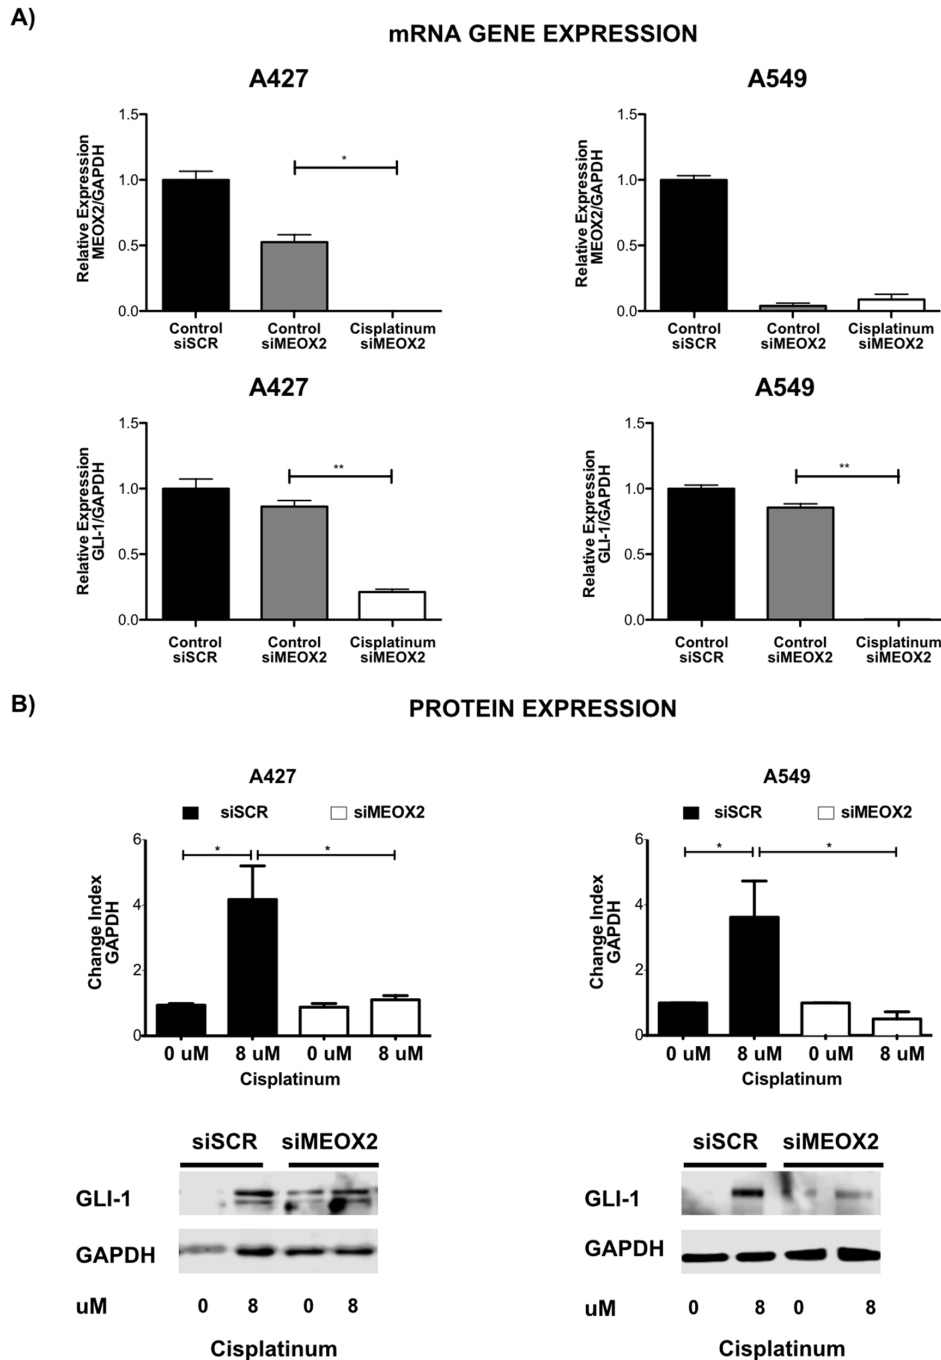 A)
mRNA GENE EXPRESSION
A427
A549
Relative Expression
MEOX2/GAPDH
1.5
1.0
0.5
0.0
*
Control
siSCR
Control
siMEOX2
Cisplatinum
siMEOX2
Relative Expression
MEOX2/GAPDH
1.5
1.0
0.5
0.0
Control
siSCR
Control
siMEOX2
Cisplatinum
siMEOX2
A427
A549
Relative Expression
GLI-1/GAPDH
1.5
1.0
0.5
0.0
**
Control
siSCR
Control
siMEOX2
Cisplatinum
siMEOX2
Relative Expression
GLI-1/GAPDH
1.5
1.0
0.5
0.0
**
Control
siSCR
Control
siMEOX2
Cisplatinum
siMEOX2
B)
PROTEIN EXPRESSION
A427
siSCR siMEOX2
Change Index
GAPDH
6
4
2
0
* *
0 uM 8 uM 0 uM 8 uM
Cisplatinum
A549
siSCR siMEOX2
Change Index
GAPDH
6
4
2
0
* *
0 uM 8 uM 0 uM 8 uM
Cisplatinum
siSCR siMEOX2
GLI-1
GAPDH
uM 0 8 0 8
Cisplatinum
siSCR siMEOX2
GLI-1
GAPDH
uM 0 8 0 8
Cisplatinum